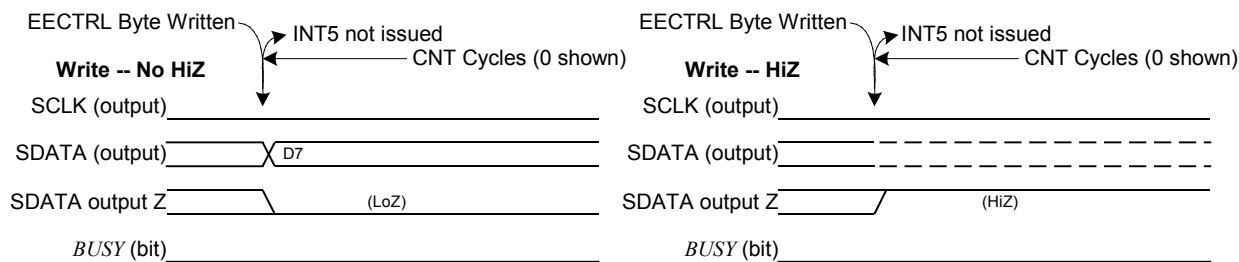 EECTRL Byte Written
INT5 not issued
CNT Cycles (0 shown)
Write -- No HiZ
SCLK (output)
SDATA (output)
D7
SDATA output Z
(LoZ)
BUSY (bit)
EECTRL Byte Written
INT5 not issued
CNT Cycles (0 shown)
Write -- HiZ
SCLK (output)
SDATA (output)
SDATA output Z
(HiZ)
BUSY (bit)